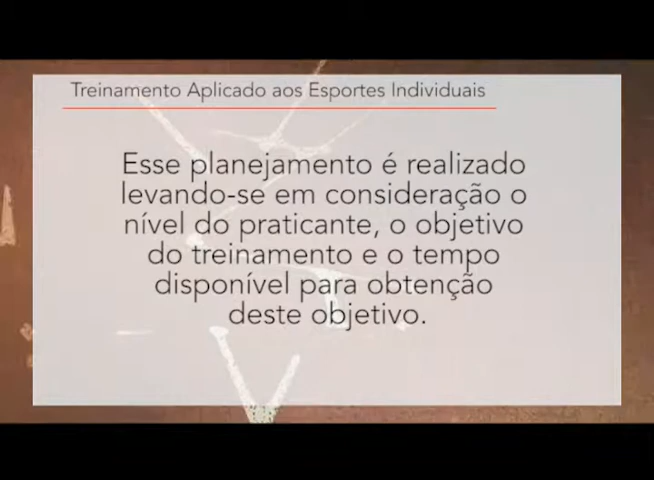 Treinamento Aplicado aos Esportes Individuais
Esse planejamento é realizado
levando-se em consideração o
nível do praticante, o objetivo
do treinamento e o tempo
disponível para obtenção
deste objetivo.